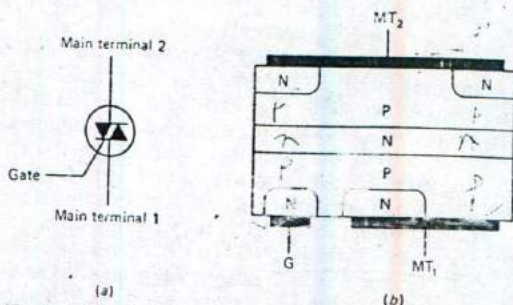 Main terminal 2
Gate
Main terminal 1
(a)
MT₂
N N
P P P
n N n
P P P
N N
G
MT₁
(b)